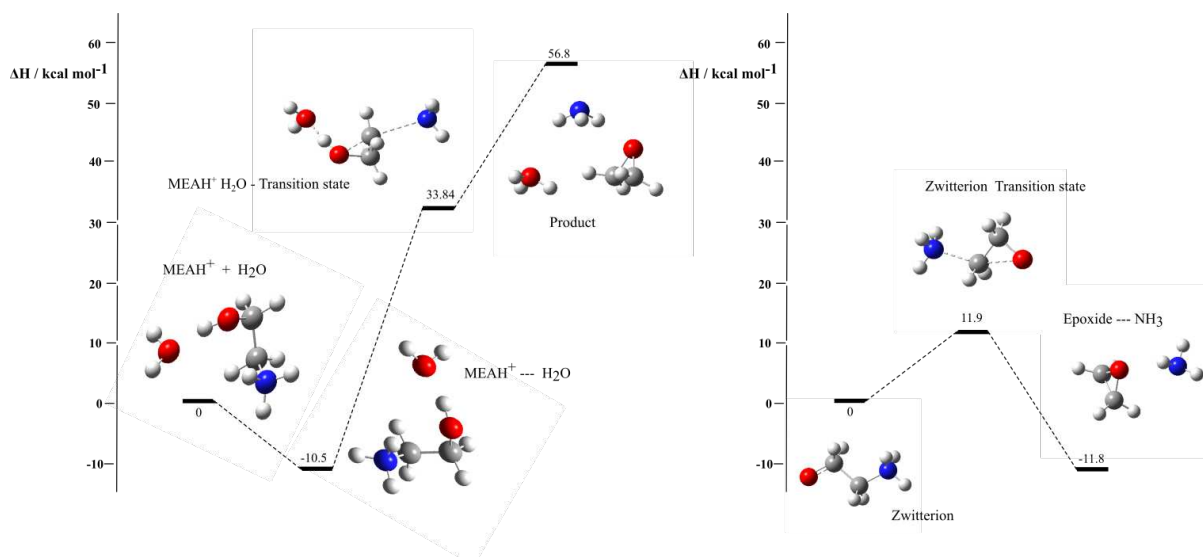 60
ΔH / kcal mol-1
50
40
30
20
10
0
-10
56.8
MEAH+ H2O - Transition state
33.84
Product
MEAH+ + H2O
MEAH+ --- H2O
0
-10.5
60
ΔH / kcal mol-1
50
40
30
20
10
0
-10
Zwitterion Transition state
11.9
Epoxide --- NH3
0
-11.8
Zwitterion